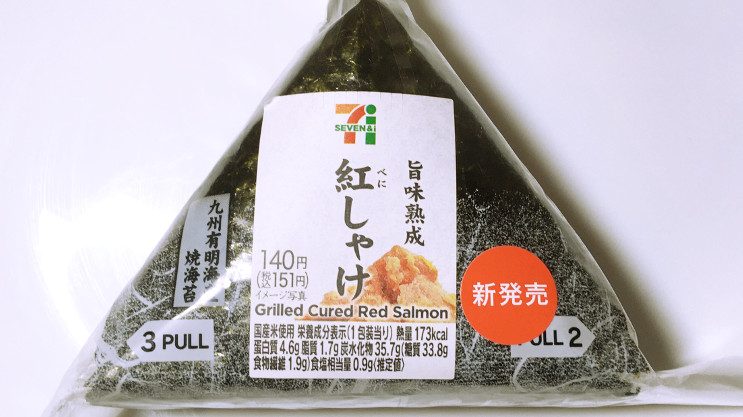 SEVEN&i
旨味熟成
紅しゃけ
べに
九州有明海
焼海苔
140円
(税込151円)
イメージ写真
Grilled Cured Red Salmon
新発売
3 PULL
ULL 2
国産米使用 栄養成分表示(1包装当り) 熱量 173kcal
蛋白質 4.6g 脂質 1.7g 炭水化物 35.7g(糖質 33.8g
食物繊維 1.9g) 食塩相当量 0.9g(推定値)